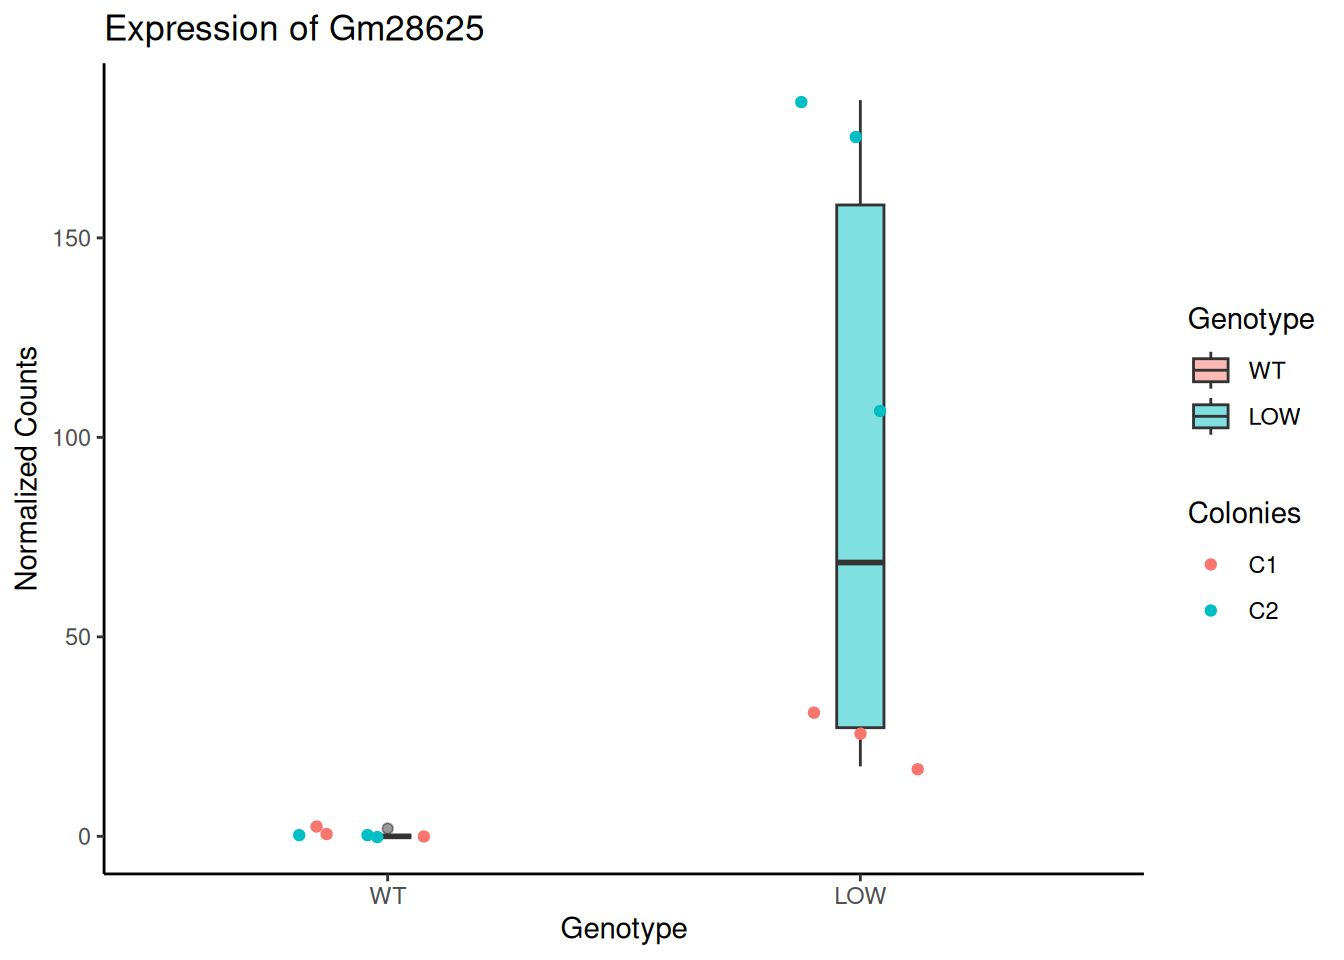 Expression of Gm28625
Normalized Counts
150
100
50
0
WT
LOW
Genotype
Genotype
WT
LOW
Colonies
C1
C2